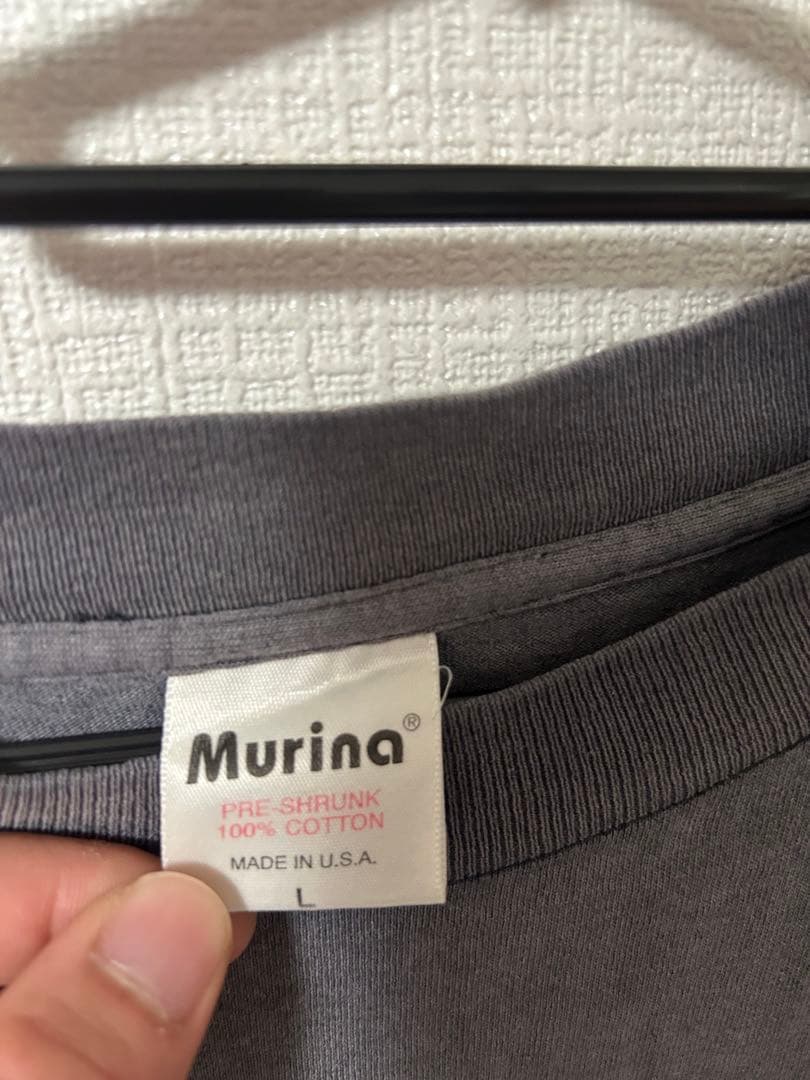 Murina®
PRE-SHRUNK
100% COTTON
MADE IN U.S.A.
L